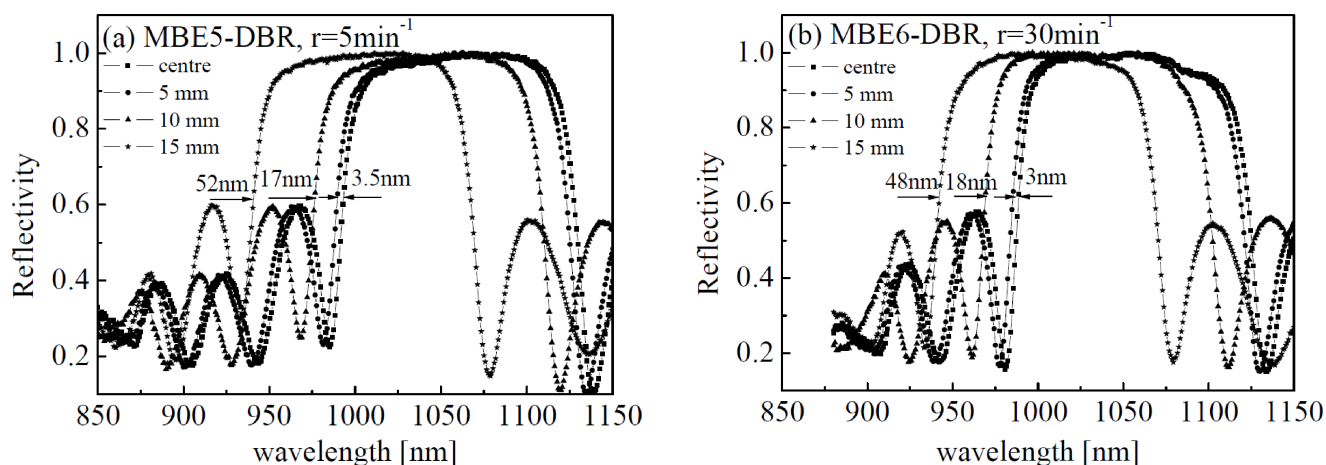 (a) MBE5-DBR, r=5min-1
1.0
centre
5 mm
10 mm
15 mm
0.8
52nm
17nm
3.5nm
0.6
0.4
0.2
Reflectivity
850 900 950 1000 1050 1100 1150
wavelength [nm]
(b) MBE6-DBR, r=30min-1
1.0
centre
5 mm
10 mm
15 mm
0.8
48nm
18nm
3nm
0.6
0.4
0.2
Reflectivity
850 900 950 1000 1050 1100 1150
wavelength [nm]